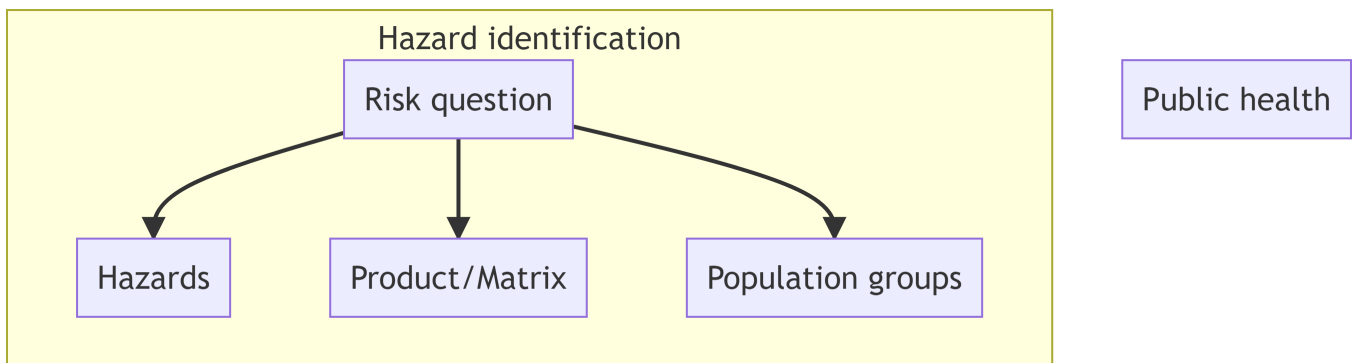 Hazard identification
Risk question
Public health
Hazards
Product/Matrix
Population groups